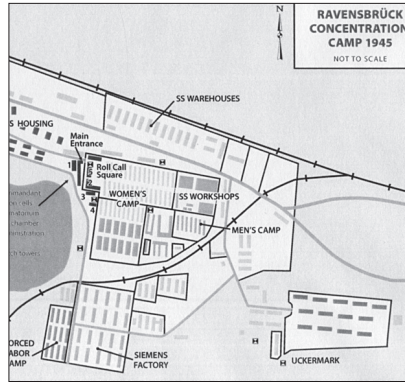 N
RAVENSBRÜCK
CONCENTRATION
CAMP 1945
NOT TO SCALE
SS WAREHOUSES
S HOUSING
Main
Entrance
1
Roll Call
Square
3
4
WOMEN'S
CAMP
SS WORKSHOPS
MEN'S CAMP
ORCED
ABOR
AMP
SIEMENS
FACTORY
UCKERMARK